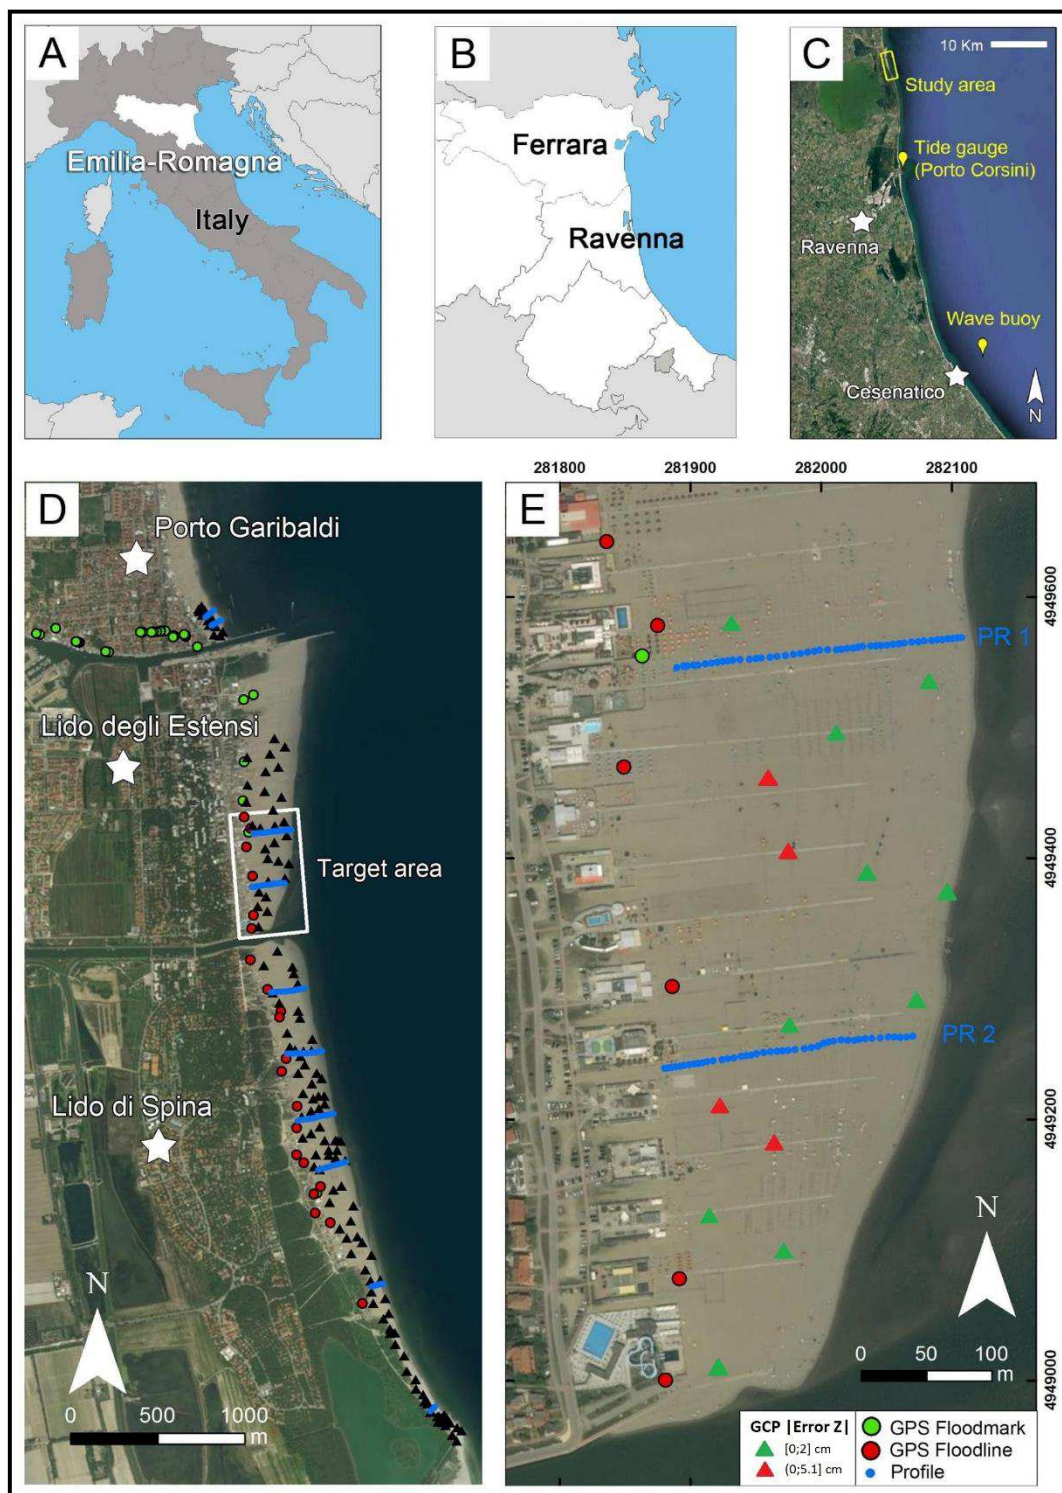 A
Emilia-Romagna
Italy
B
Ferrara
Ravenna
C
10 Km
Study area
Tide gauge
(Porto Corsini)
Ravenna
Wave buoy
Cesenatico
N
D
Porto Garibaldi
Lido degli Estensi
Target area
Lido di Spina
N
0 500 1000
m
281800 281900 282000 282100
E
4949600
PR 1
4949400
PR 2
4949200
N
0 50 100
m
4949000
GCP |Error Z|
[0;2] cm
(0;5.1] cm
GPS Floodmark
GPS Floodline
Profile